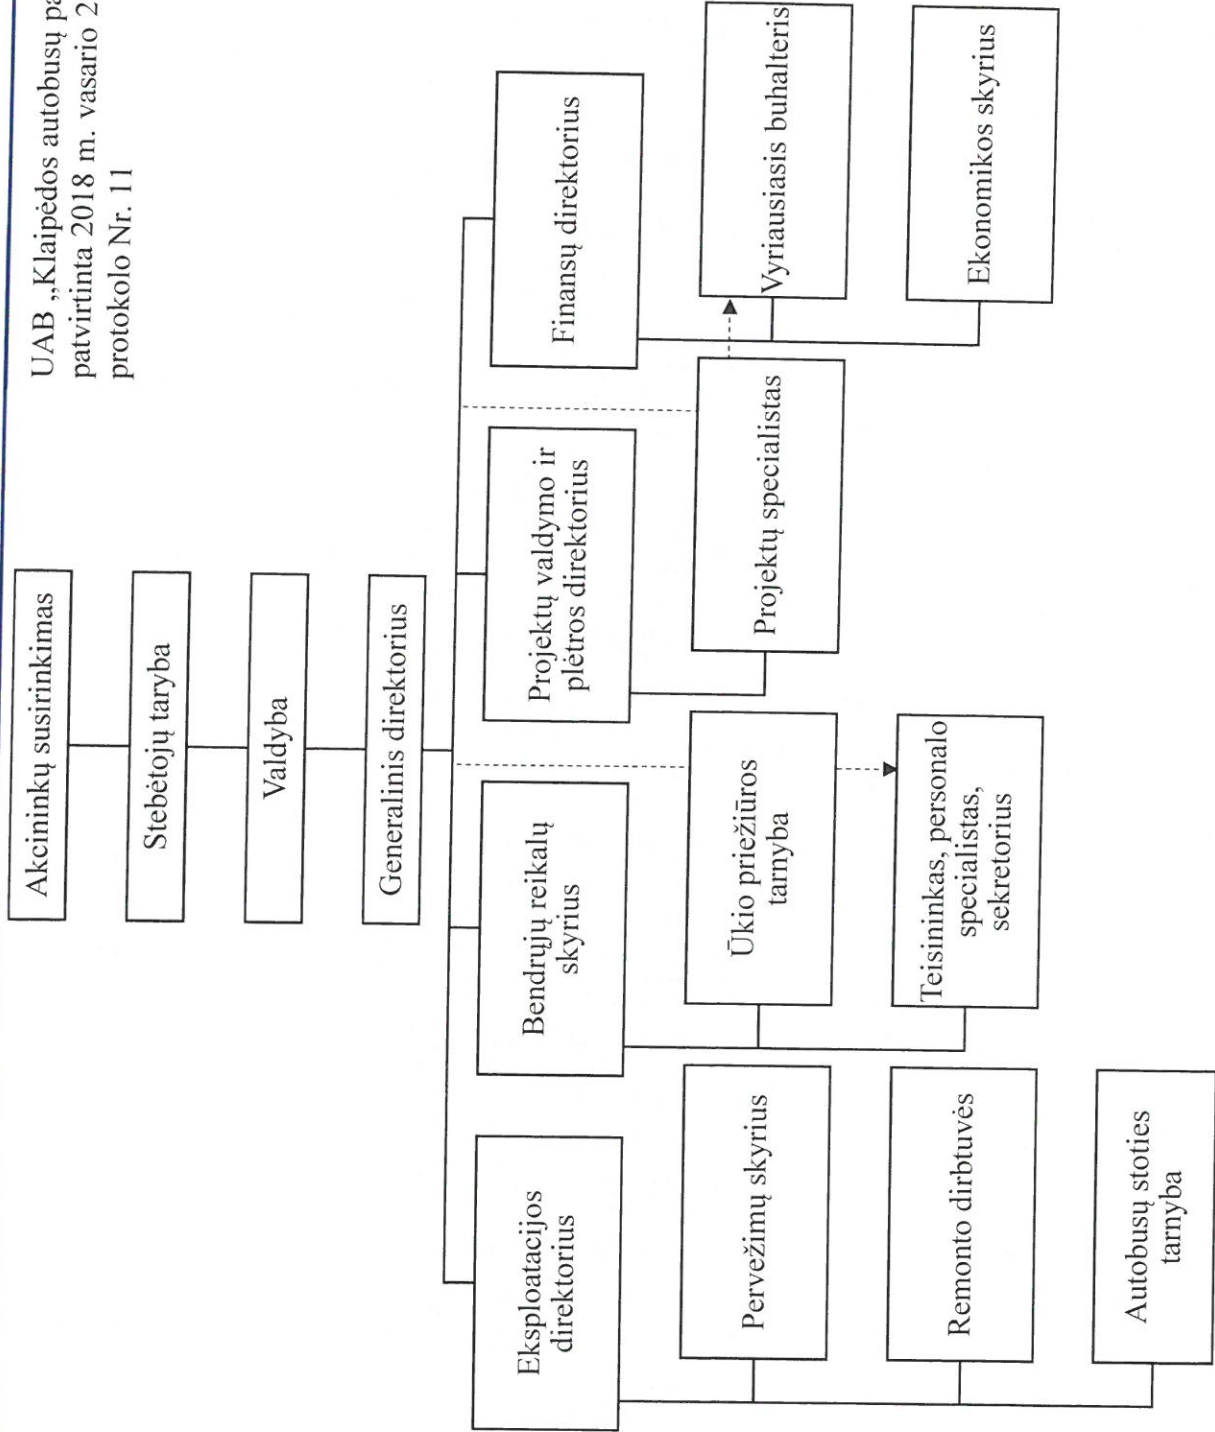 UAB „Klaipėdos autobusų
patvirtinta 2018 m. vasario
protokolo Nr. 11
Akcininkų susirinkimas
Stebėtojų taryba
Valdyba
Generalinis direktorius
Eksploatacijos
direktorius
Bendrųjų reikalų
skyrius
Projektų valdymo ir
plėtros direktorius
Finansų direktorius
Pervežimų skyrius
Ūkio priežiūros
tarnyba
Projektų specialistas
Vyriausiasis buhalteris
Remonto dirbtuvės
Teisininkas, personalo
specialistas,
sekretorius
Ekonomikos skyrius
Autobusų stoties
tarnyba